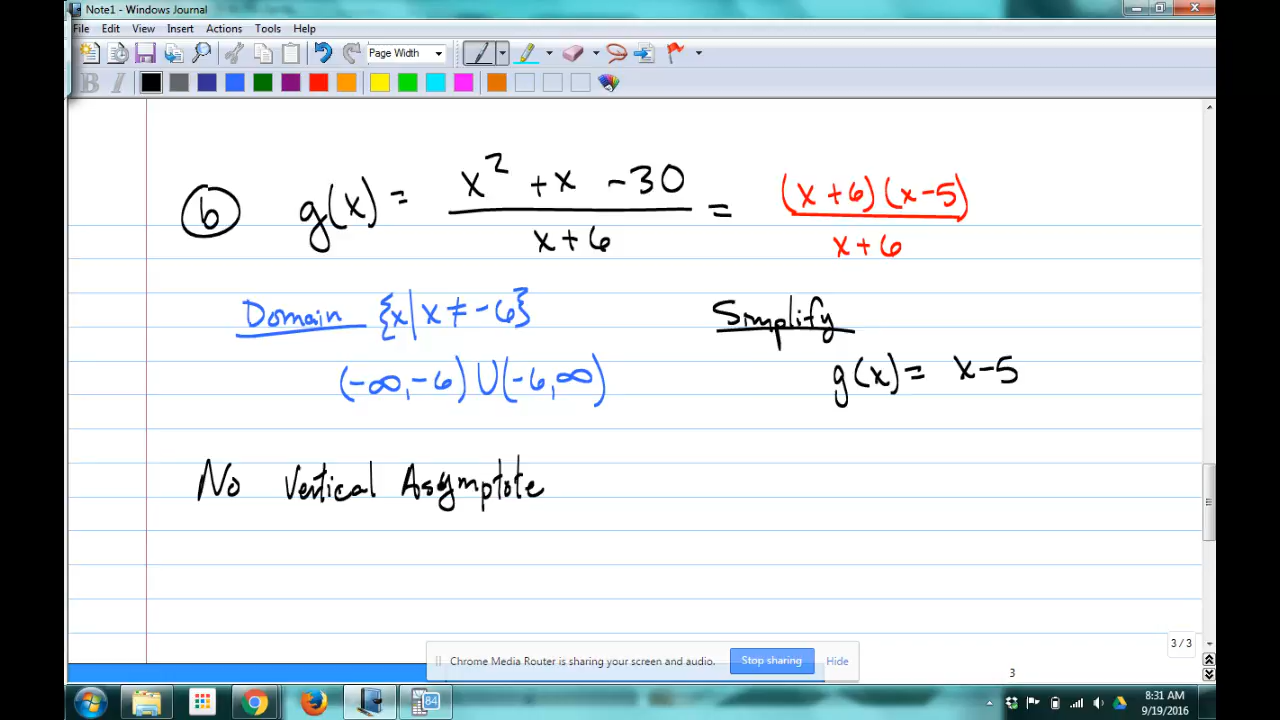 Note1 - Windows Journal
File Edit View Insert Actions Tools Help
Page Width
B I
b g(x) = x² + x - 30 / x + 6 = (x + 6)(x - 5) / x + 6
Domain {x | x ≠ -6}
(-∞, -6) ∪ (-6, ∞)
Simplify
g(x) = x - 5
No Vertical Asymptote
3 / 3
Chrome Media Router is sharing your screen and audio. Stop sharing Hide
3
84
8:31 AM
9/19/2016